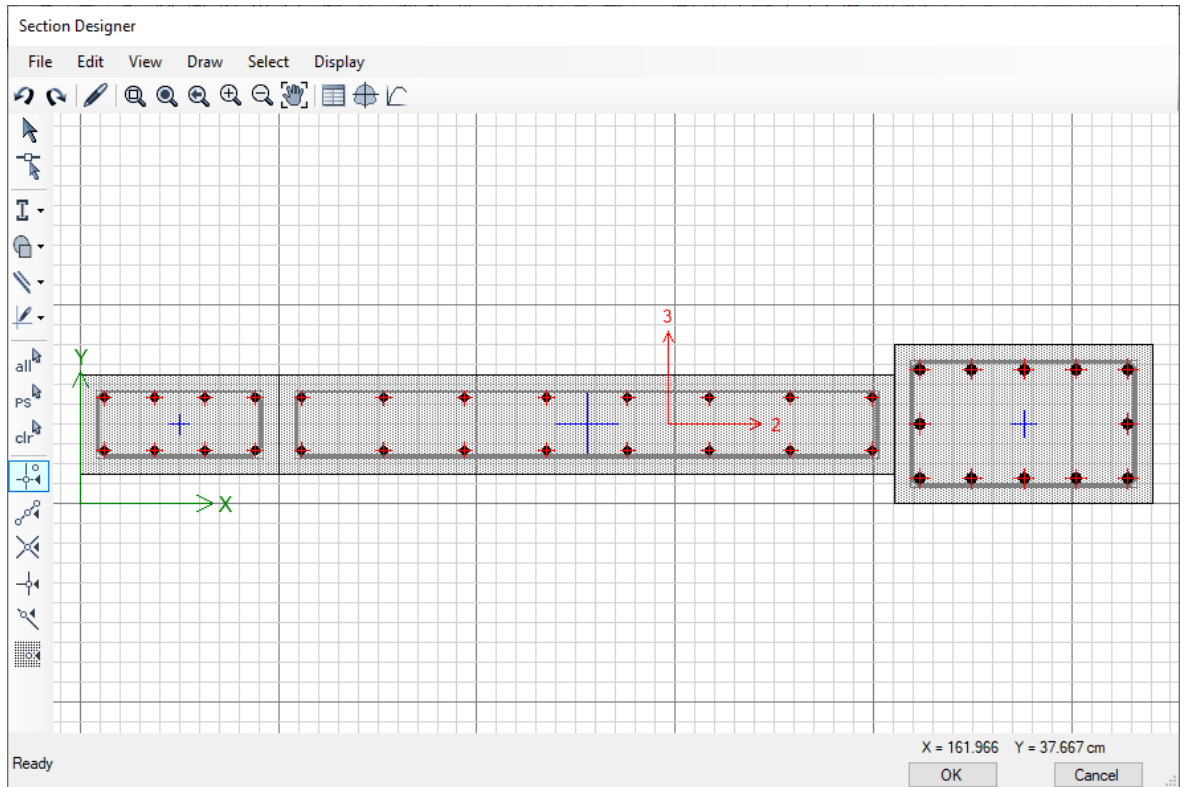 Section Designer
File Edit View Draw Select Display
all
PS
clr
3
Y
2
X
X = 161.966 Y = 37.667 cm
Ready
OK Cancel